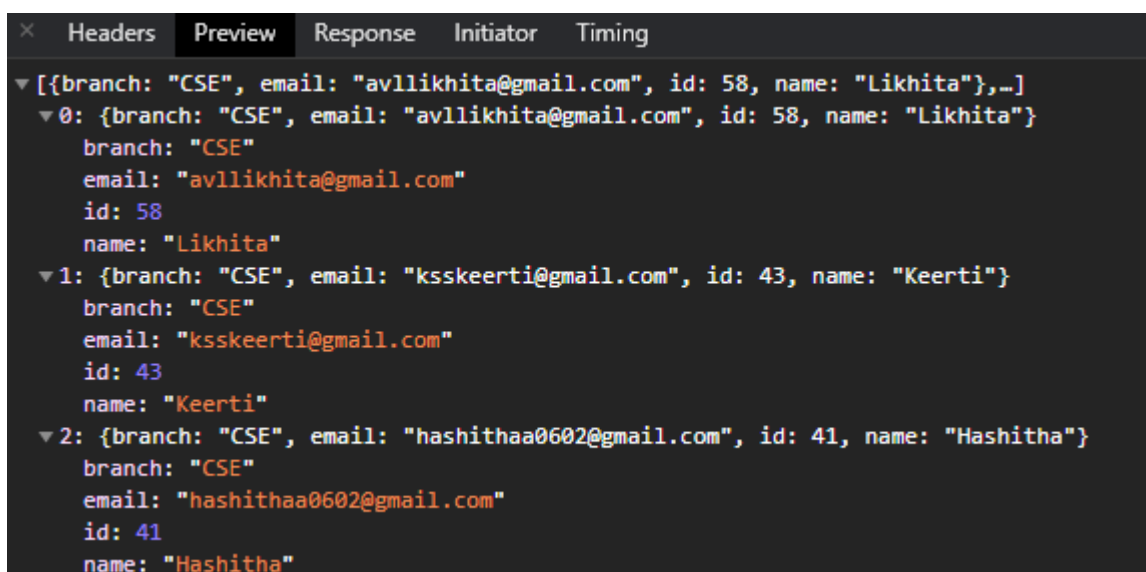 × Headers Preview Response Initiator Timing
▼[{branch: "CSE", email: "avllikhita@gmail.com", id: 58, name: "Likhita"},…]
▼0: {branch: "CSE", email: "avllikhita@gmail.com", id: 58, name: "Likhita"}
branch: "CSE"
email: "avllikhita@gmail.com"
id: 58
name: "Likhita"
▼1: {branch: "CSE", email: "ksskeerti@gmail.com", id: 43, name: "Keerti"}
branch: "CSE"
email: "ksskeerti@gmail.com"
id: 43
name: "Keerti"
▼2: {branch: "CSE", email: "hashithaa0602@gmail.com", id: 41, name: "Hashitha"}
branch: "CSE"
email: "hashithaa0602@gmail.com"
id: 41
name: "Hashitha"